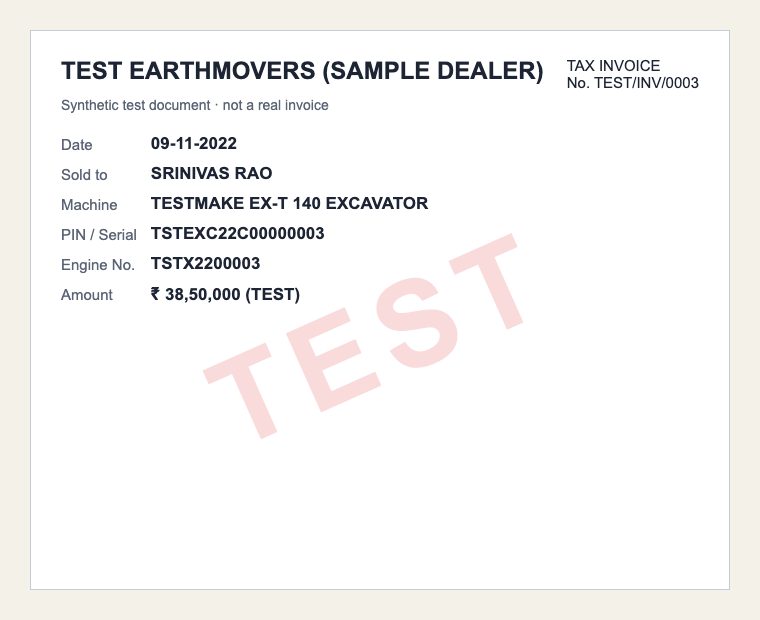 TEST EARTHMOVERS (SAMPLE DEALER)
TAX INVOICE
No. TEST/INV/0003
Synthetic test document · not a real invoice
Date 09-11-2022
Sold to SRINIVAS RAO
Machine TESTMAKE EX-T 140 EXCAVATOR
PIN / Serial TSTEXC22C00000003
Engine No. TSTX2200003
Amount ₹ 38,50,000 (TEST)
TEST